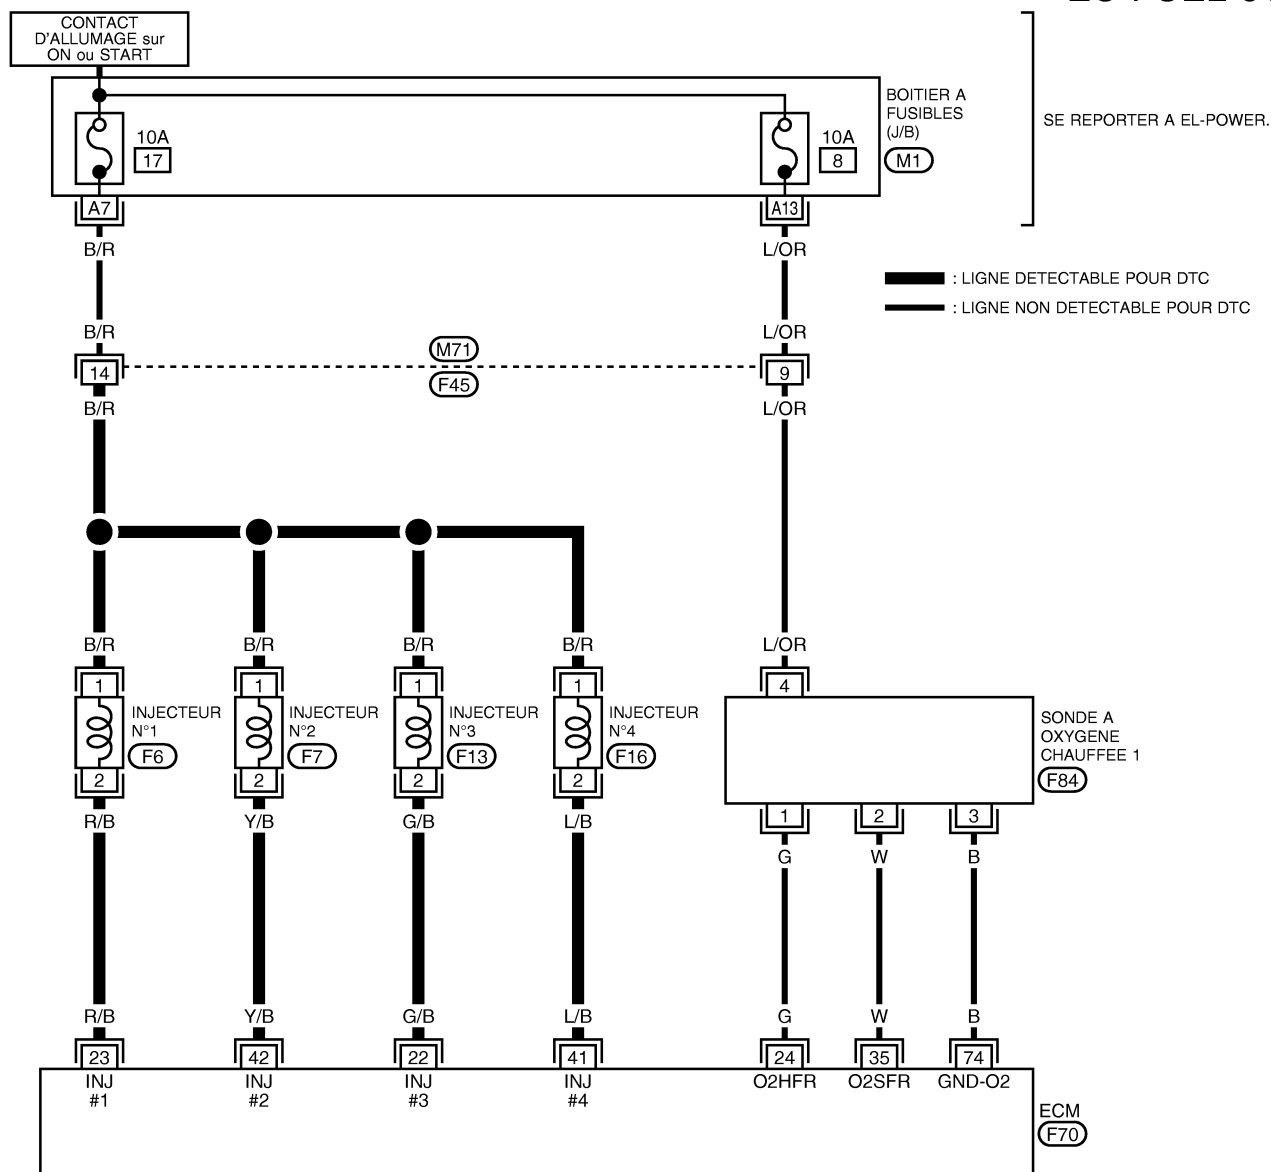 CONTACT
D'ALLUMAGE sur
ON ou START
BOITIER A
FUSIBLES
(J/B)
M1
SE REPORTER A EL-POWER.
10A
17
10A
8
A7
A13
B/R
L/OR
: LIGNE DETECTABLE POUR DTC
: LIGNE NON DETECTABLE POUR DTC
B/R
L/OR
M71
14
9
F45
B/R
L/OR
B/R
B/R
B/R
B/R
L/OR
1
1
1
1
4
INJECTEUR
N°1
F6
INJECTEUR
N°2
F7
INJECTEUR
N°3
F13
INJECTEUR
N°4
F16
SONDE A
OXYGENE
CHAUFFEE 1
F84
2
2
2
2
1
2
3
R/B
Y/B
G/B
L/B
G
W
B
R/B
Y/B
G/B
L/B
G
W
B
23
42
22
41
24
35
74
INJ
#1
INJ
#2
INJ
#3
INJ
#4
O2HFR
O2SFR
GND-O2
ECM
F70